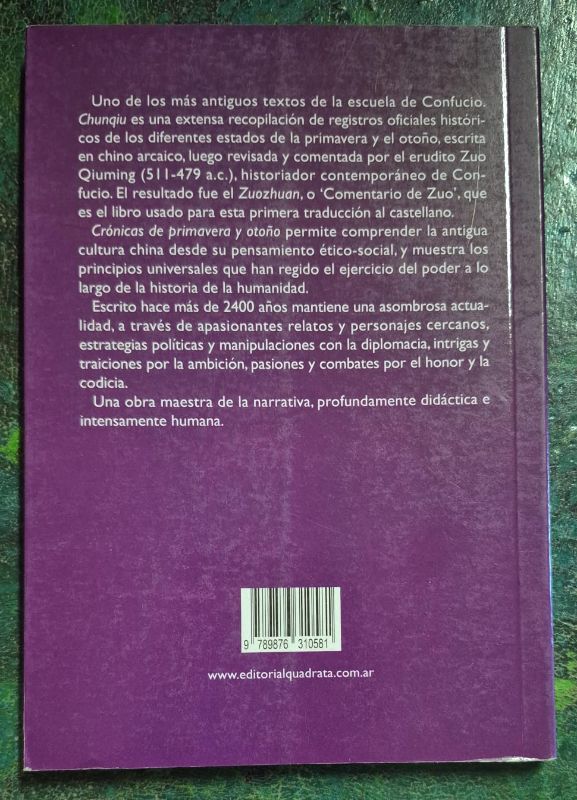 Uno de los más antiguos textos de la escuela de Confucio.
Chunqiu es una extensa recopilación de registros oficiales históri-
cos de los diferentes estados de la primavera y el otoño, escrita
en chino arcaico, luego revisada y comentada por el erudito Zuo
Qiuming (511-479 a.c.), historiador contemporáneo de Con-
fucio. El resultado fue el Zuozhuan, o ‘Comentario de Zuo’, que
es el libro usado para esta primera traducción al castellano.
Crónicas de primavera y otoño permite comprender la antigua
cultura china desde su pensamiento ético-social, y muestra los
principios universales que han regido el ejercicio del poder a lo
largo de la historia de la humanidad.
Escrito hace más de 2400 años mantiene una asombrosa actua-
lidad, a través de apasionantes relatos y personajes cercanos,
estrategias políticas y manipulaciones con la diplomacia, intrigas y
traiciones por la ambición, pasiones y combates por el honor y la
codicia.
Una obra maestra de la narrativa, profundamente didáctica e
intensamente humana.
9 789876 310581
www.editorialquadrata.com.ar